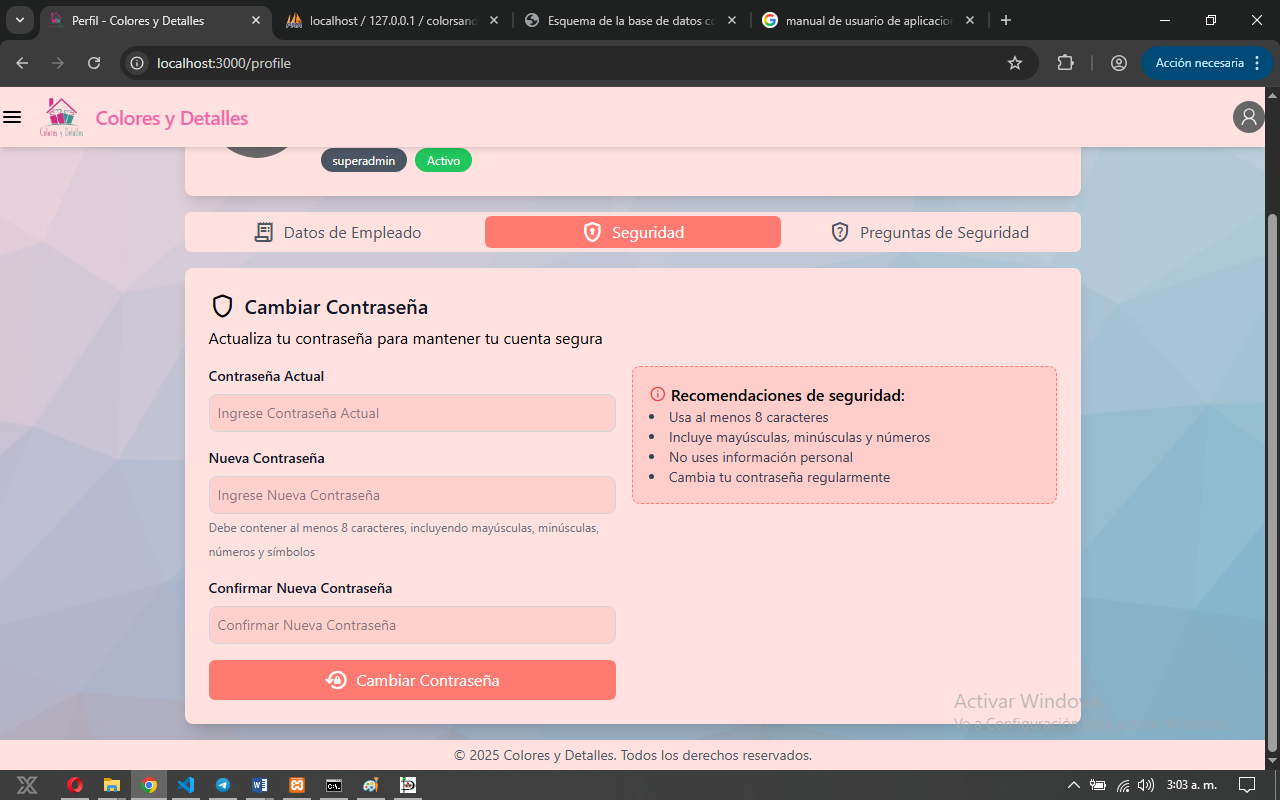 Perfil - Colores y Detalles
localhost / 127.0.0.1 / colorsand
Esquema de la base de datos co
manual de usuario de aplicacion
localhost:3000/profile
Acción necesaria
Colores y Detalles
Colores y Detalles
superadmin
Activo
Datos de Empleado
Seguridad
Preguntas de Seguridad
Cambiar Contraseña
Actualiza tu contraseña para mantener tu cuenta segura
Contraseña Actual
Ingrese Contraseña Actual
Nueva Contraseña
Ingrese Nueva Contraseña
Debe contener al menos 8 caracteres, incluyendo mayúsculas, minúsculas,
números y símbolos
Confirmar Nueva Contraseña
Confirmar Nueva Contraseña
Cambiar Contraseña
Recomendaciones de seguridad:
Usa al menos 8 caracteres
Incluye mayúsculas, minúsculas y números
No uses información personal
Cambia tu contraseña regularmente
Activar Windows
Ve a Configuración
© 2025 Colores y Detalles. Todos los derechos reservados.
3:03 a. m.